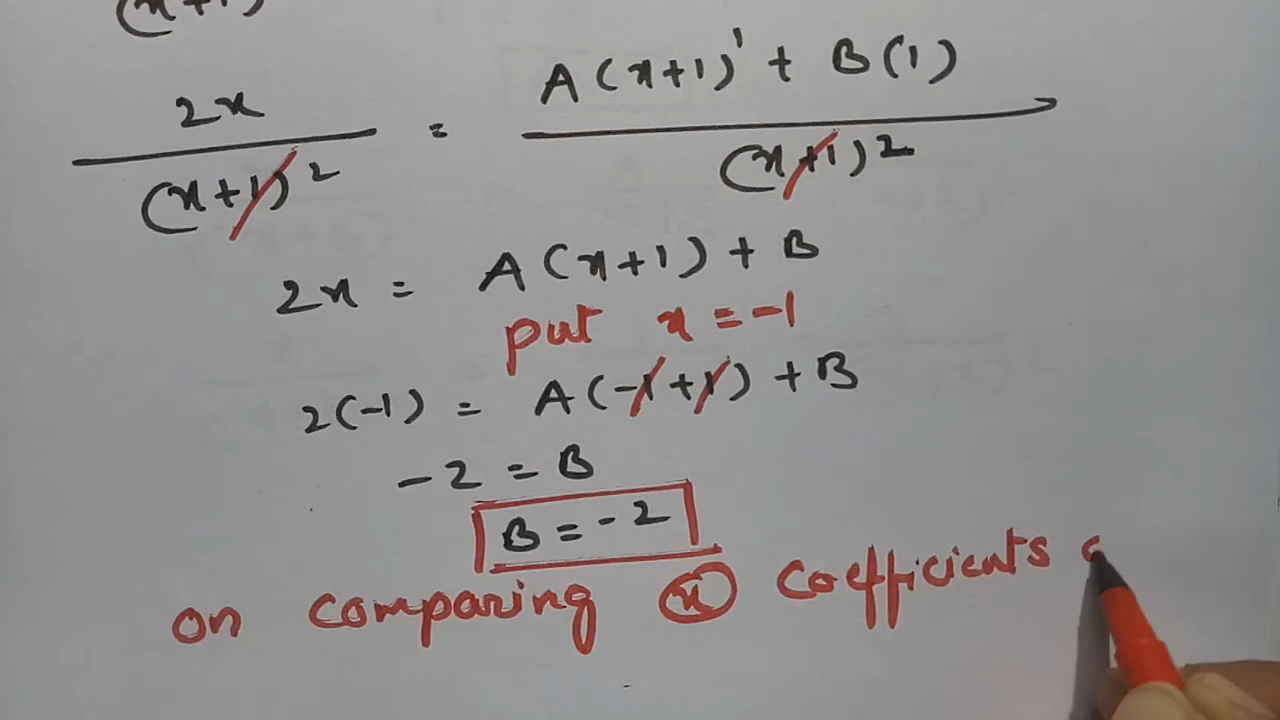 (x+1)
2x / (x+1)2 = A(x+1)' + B(1) / (x+1)2
2x = A(x+1) + B
put x = -1
2(-1) = A(-1+1) + B
-2 = B
B = -2
on comparing x coefficients